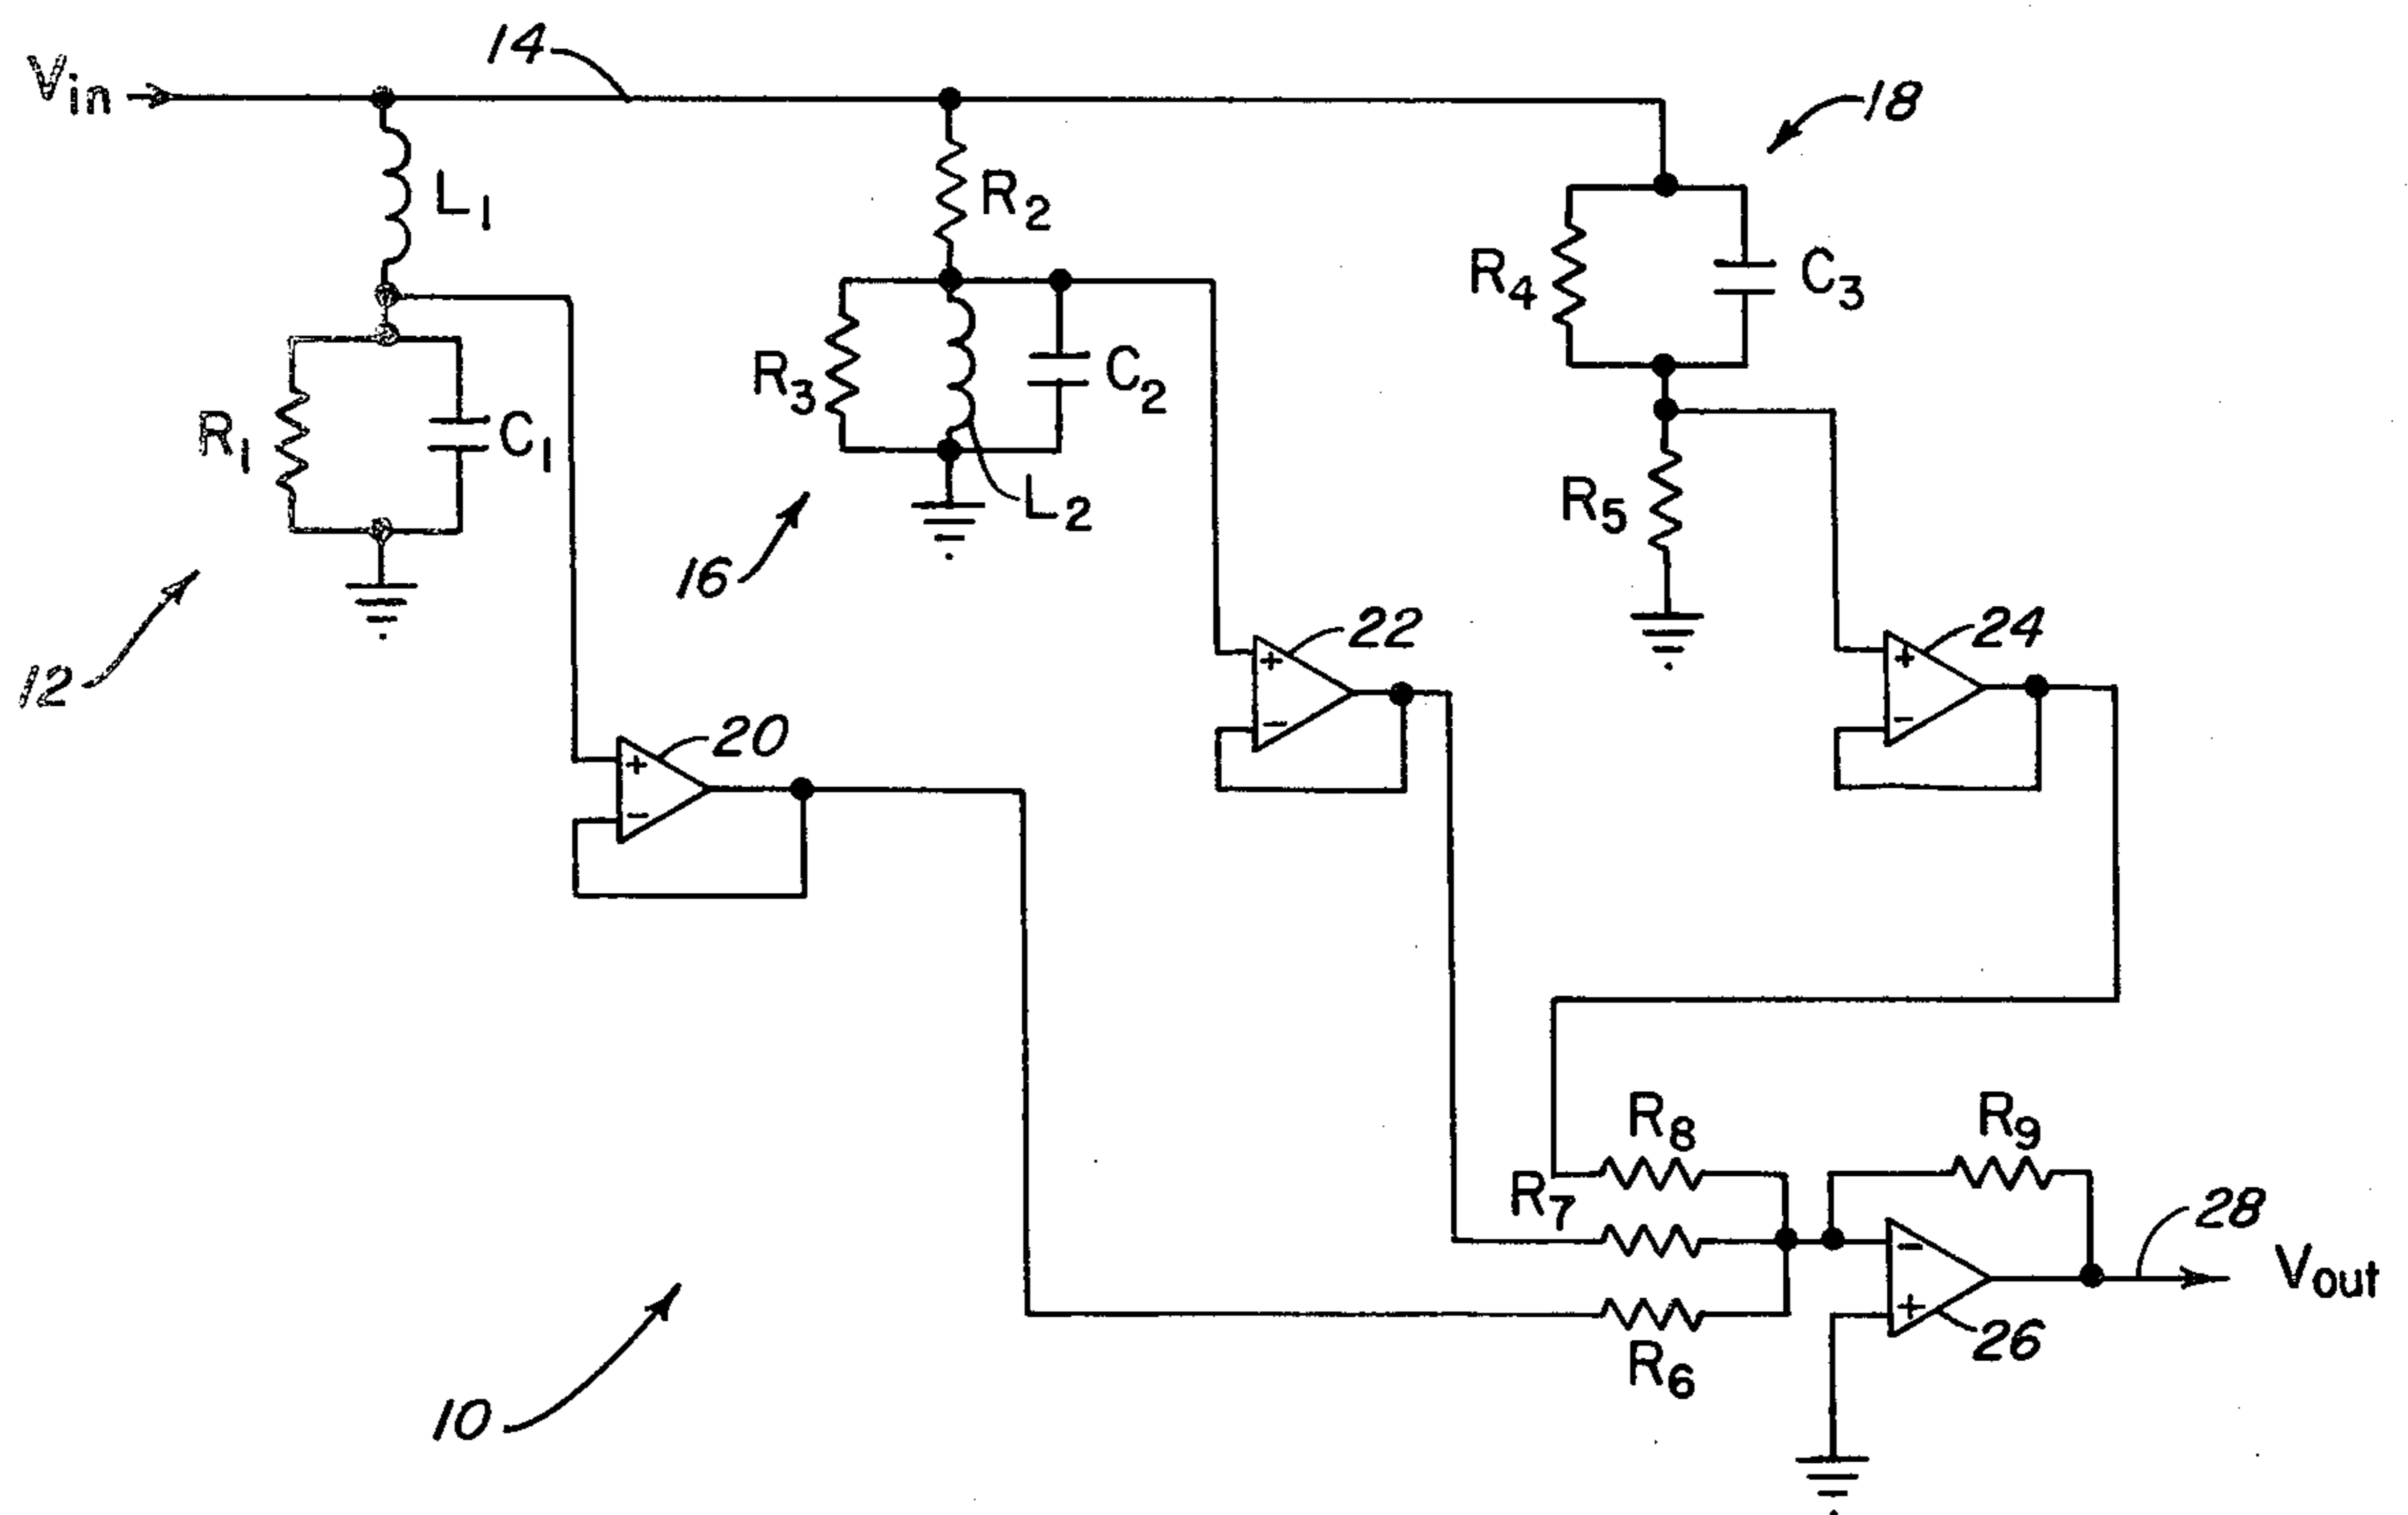 14
Vin
18
L1
R2
R4
C3
R3
C2
R1
C1
L2
R5
16
12
22
24
+
+
-
-
20
+
-
R8
R9
R7
28
-
Vout
+
26
R6
10